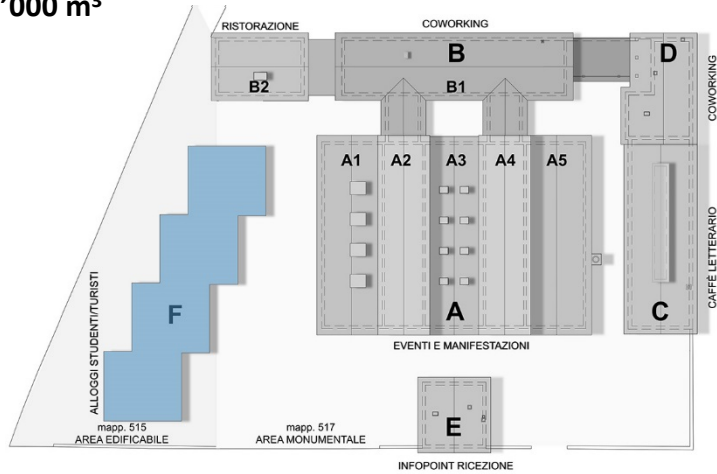 '000 m³
RISTORAZIONE
COWORKING
B
D
B2
B1
COWORKING
A1
A2
A3
A4
A5
CAFFÈ LETTERARIO
ALLOGGI STUDENTI/TURISTI
F
A
C
EVENTI E MANIFESTAZIONI
mapp. 515
AREA EDIFICABILE
mapp. 517
AREA MONUMENTALE
E
INFOPOINT RICEZIONE